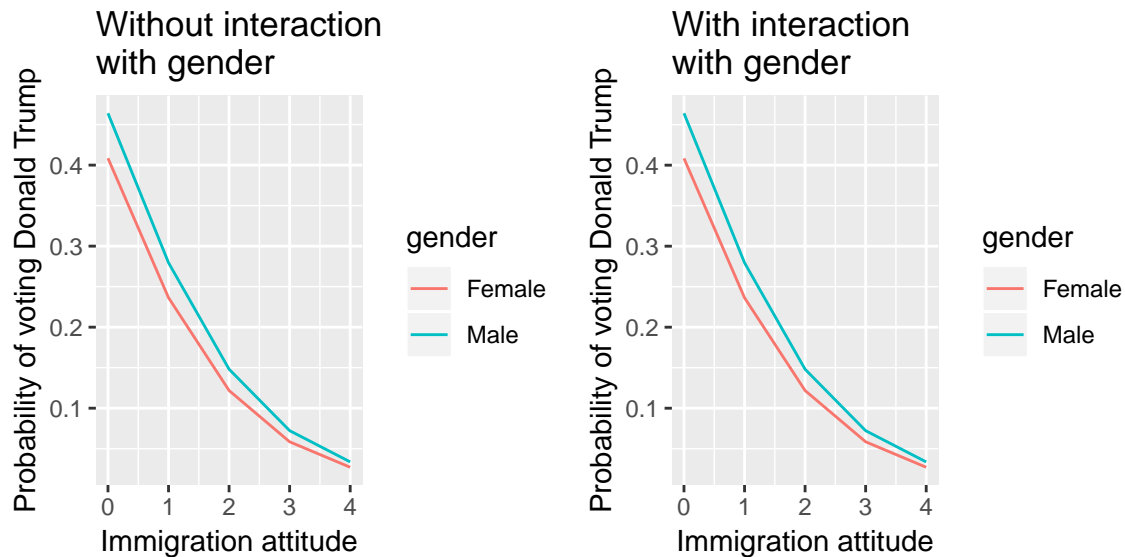 Without interaction
with gender
Probability of voting Donald Trump
0.4
0.3
0.2
0.1
0 1 2 3 4
Immigration attitude
gender
Female
Male
With interaction
with gender
Probability of voting Donald Trump
0.4
0.3
0.2
0.1
0 1 2 3 4
Immigration attitude
gender
Female
Male